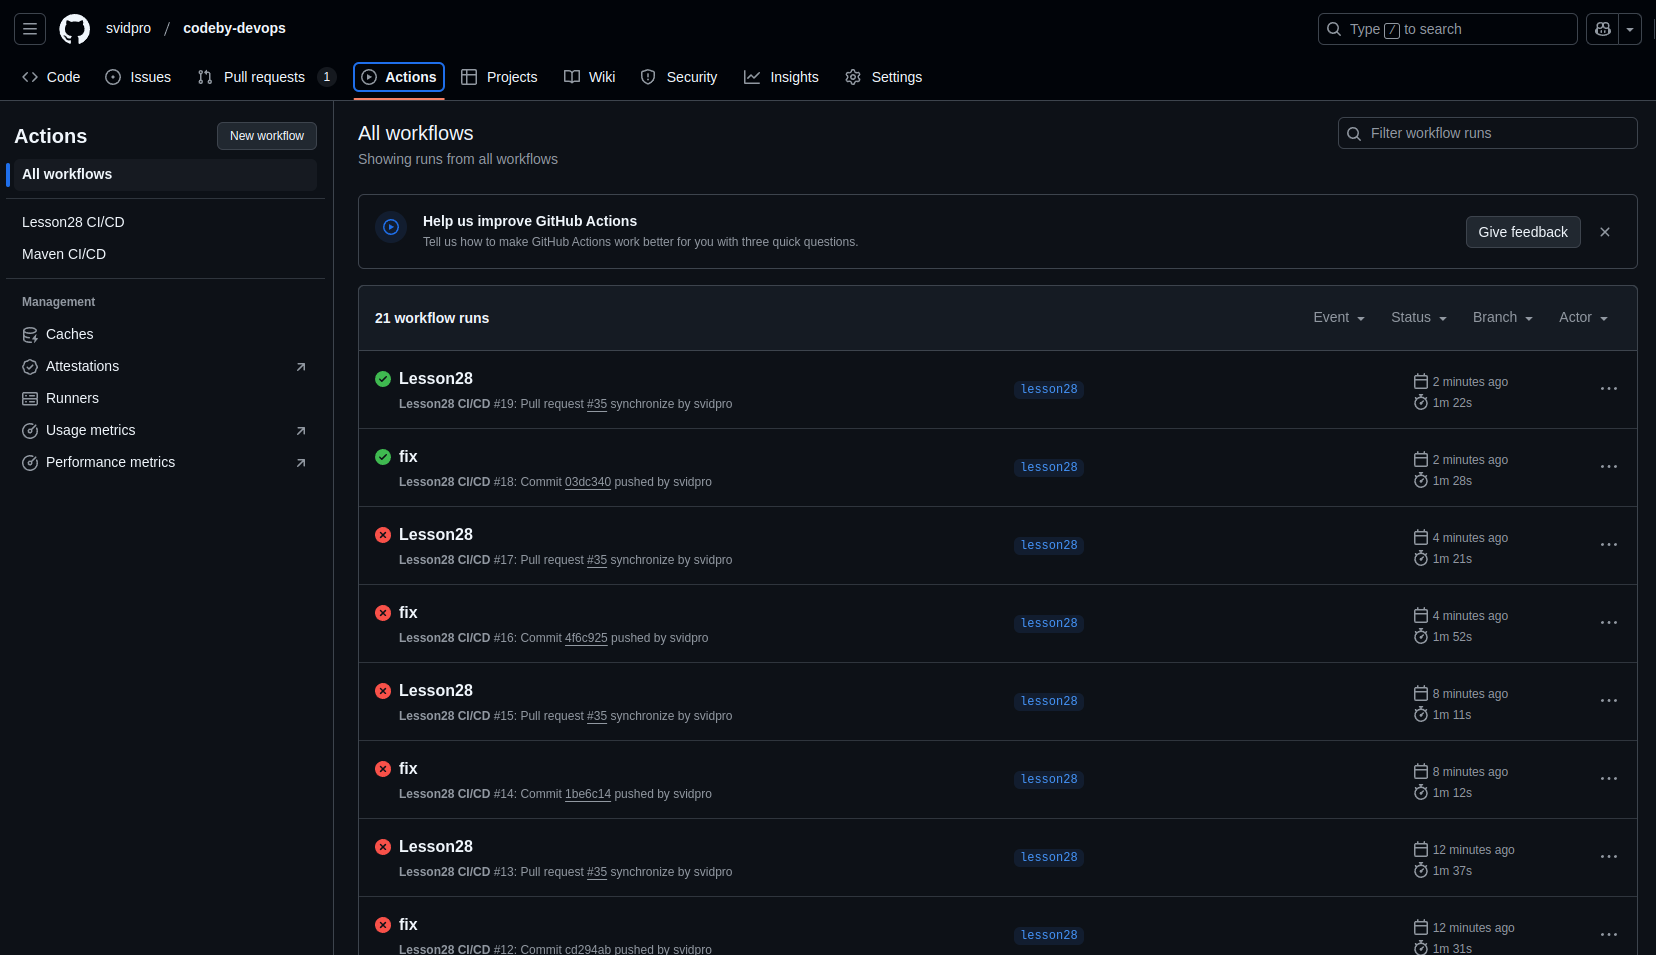 svidpro / codeby-devops
Type / to search
Code
Issues
Pull requests 1
Actions
Projects
Wiki
Security
Insights
Settings
Actions
New workflow
All workflows
Lesson28 CI/CD
Maven CI/CD
Management
Caches
Attestations
Runners
Usage metrics
Performance metrics
All workflows
Showing runs from all workflows
Filter workflow runs
Help us improve GitHub Actions
Tell us how to make GitHub Actions work better for you with three quick questions.
Give feedback
21 workflow runs
Event
Status
Branch
Actor
Lesson28
Lesson28 CI/CD #19: Pull request #35 synchronize by svidpro
lesson28
2 minutes ago
1m 22s
fix
Lesson28 CI/CD #18: Commit 03dc340 pushed by svidpro
lesson28
2 minutes ago
1m 28s
Lesson28
Lesson28 CI/CD #17: Pull request #35 synchronize by svidpro
lesson28
4 minutes ago
1m 21s
fix
Lesson28 CI/CD #16: Commit 4f6c925 pushed by svidpro
lesson28
4 minutes ago
1m 52s
Lesson28
Lesson28 CI/CD #15: Pull request #35 synchronize by svidpro
lesson28
8 minutes ago
1m 11s
fix
Lesson28 CI/CD #14: Commit 1be6c14 pushed by svidpro
lesson28
8 minutes ago
1m 12s
Lesson28
Lesson28 CI/CD #13: Pull request #35 synchronize by svidpro
lesson28
12 minutes ago
1m 37s
fix
Lesson28 CI/CD #12: Commit cd294ab pushed by svidpro
lesson28
12 minutes ago
1m 31s